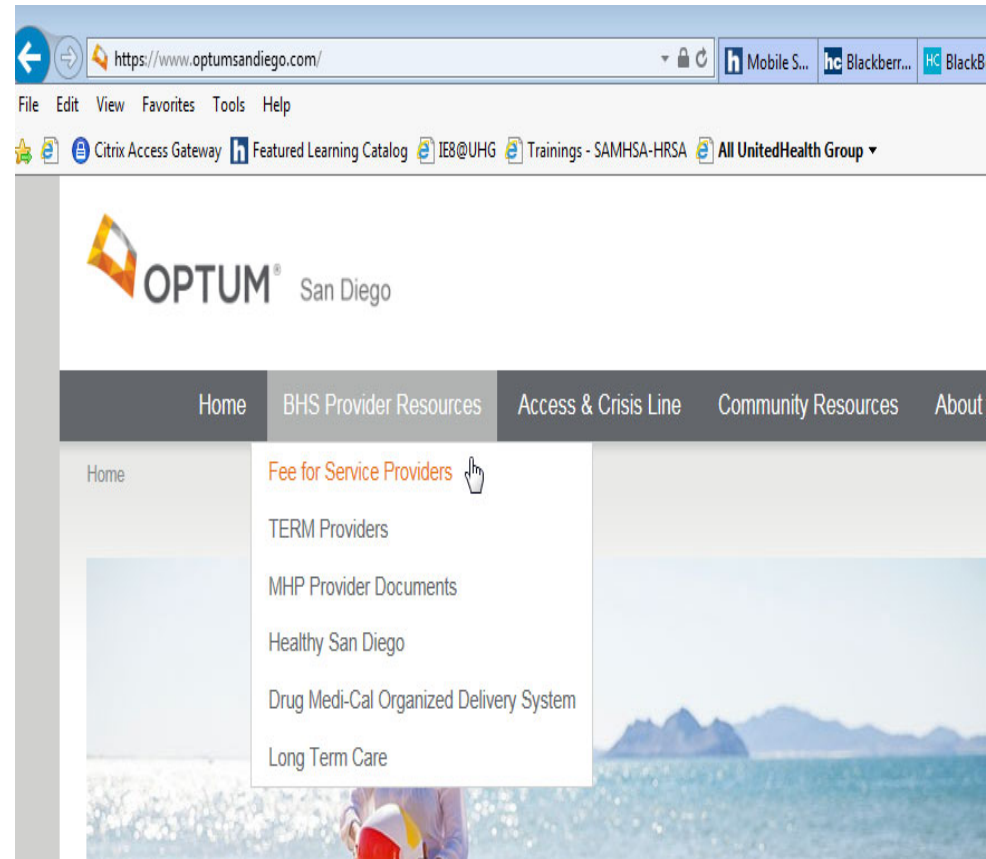 https://www.optumsandiego.com/
h Mobile S...
hc Blackberr...
HC BlackB
File Edit View Favorites Tools Help
Citrix Access Gateway h Featured Learning Catalog IE8@UHG Trainings - SAMHSA-HRSA All UnitedHealth Group
OPTUM® San Diego
Home BHS Provider Resources Access & Crisis Line Community Resources About
Home
Fee for Service Providers
TERM Providers
MHP Provider Documents
Healthy San Diego
Drug Medi-Cal Organized Delivery System
Long Term Care